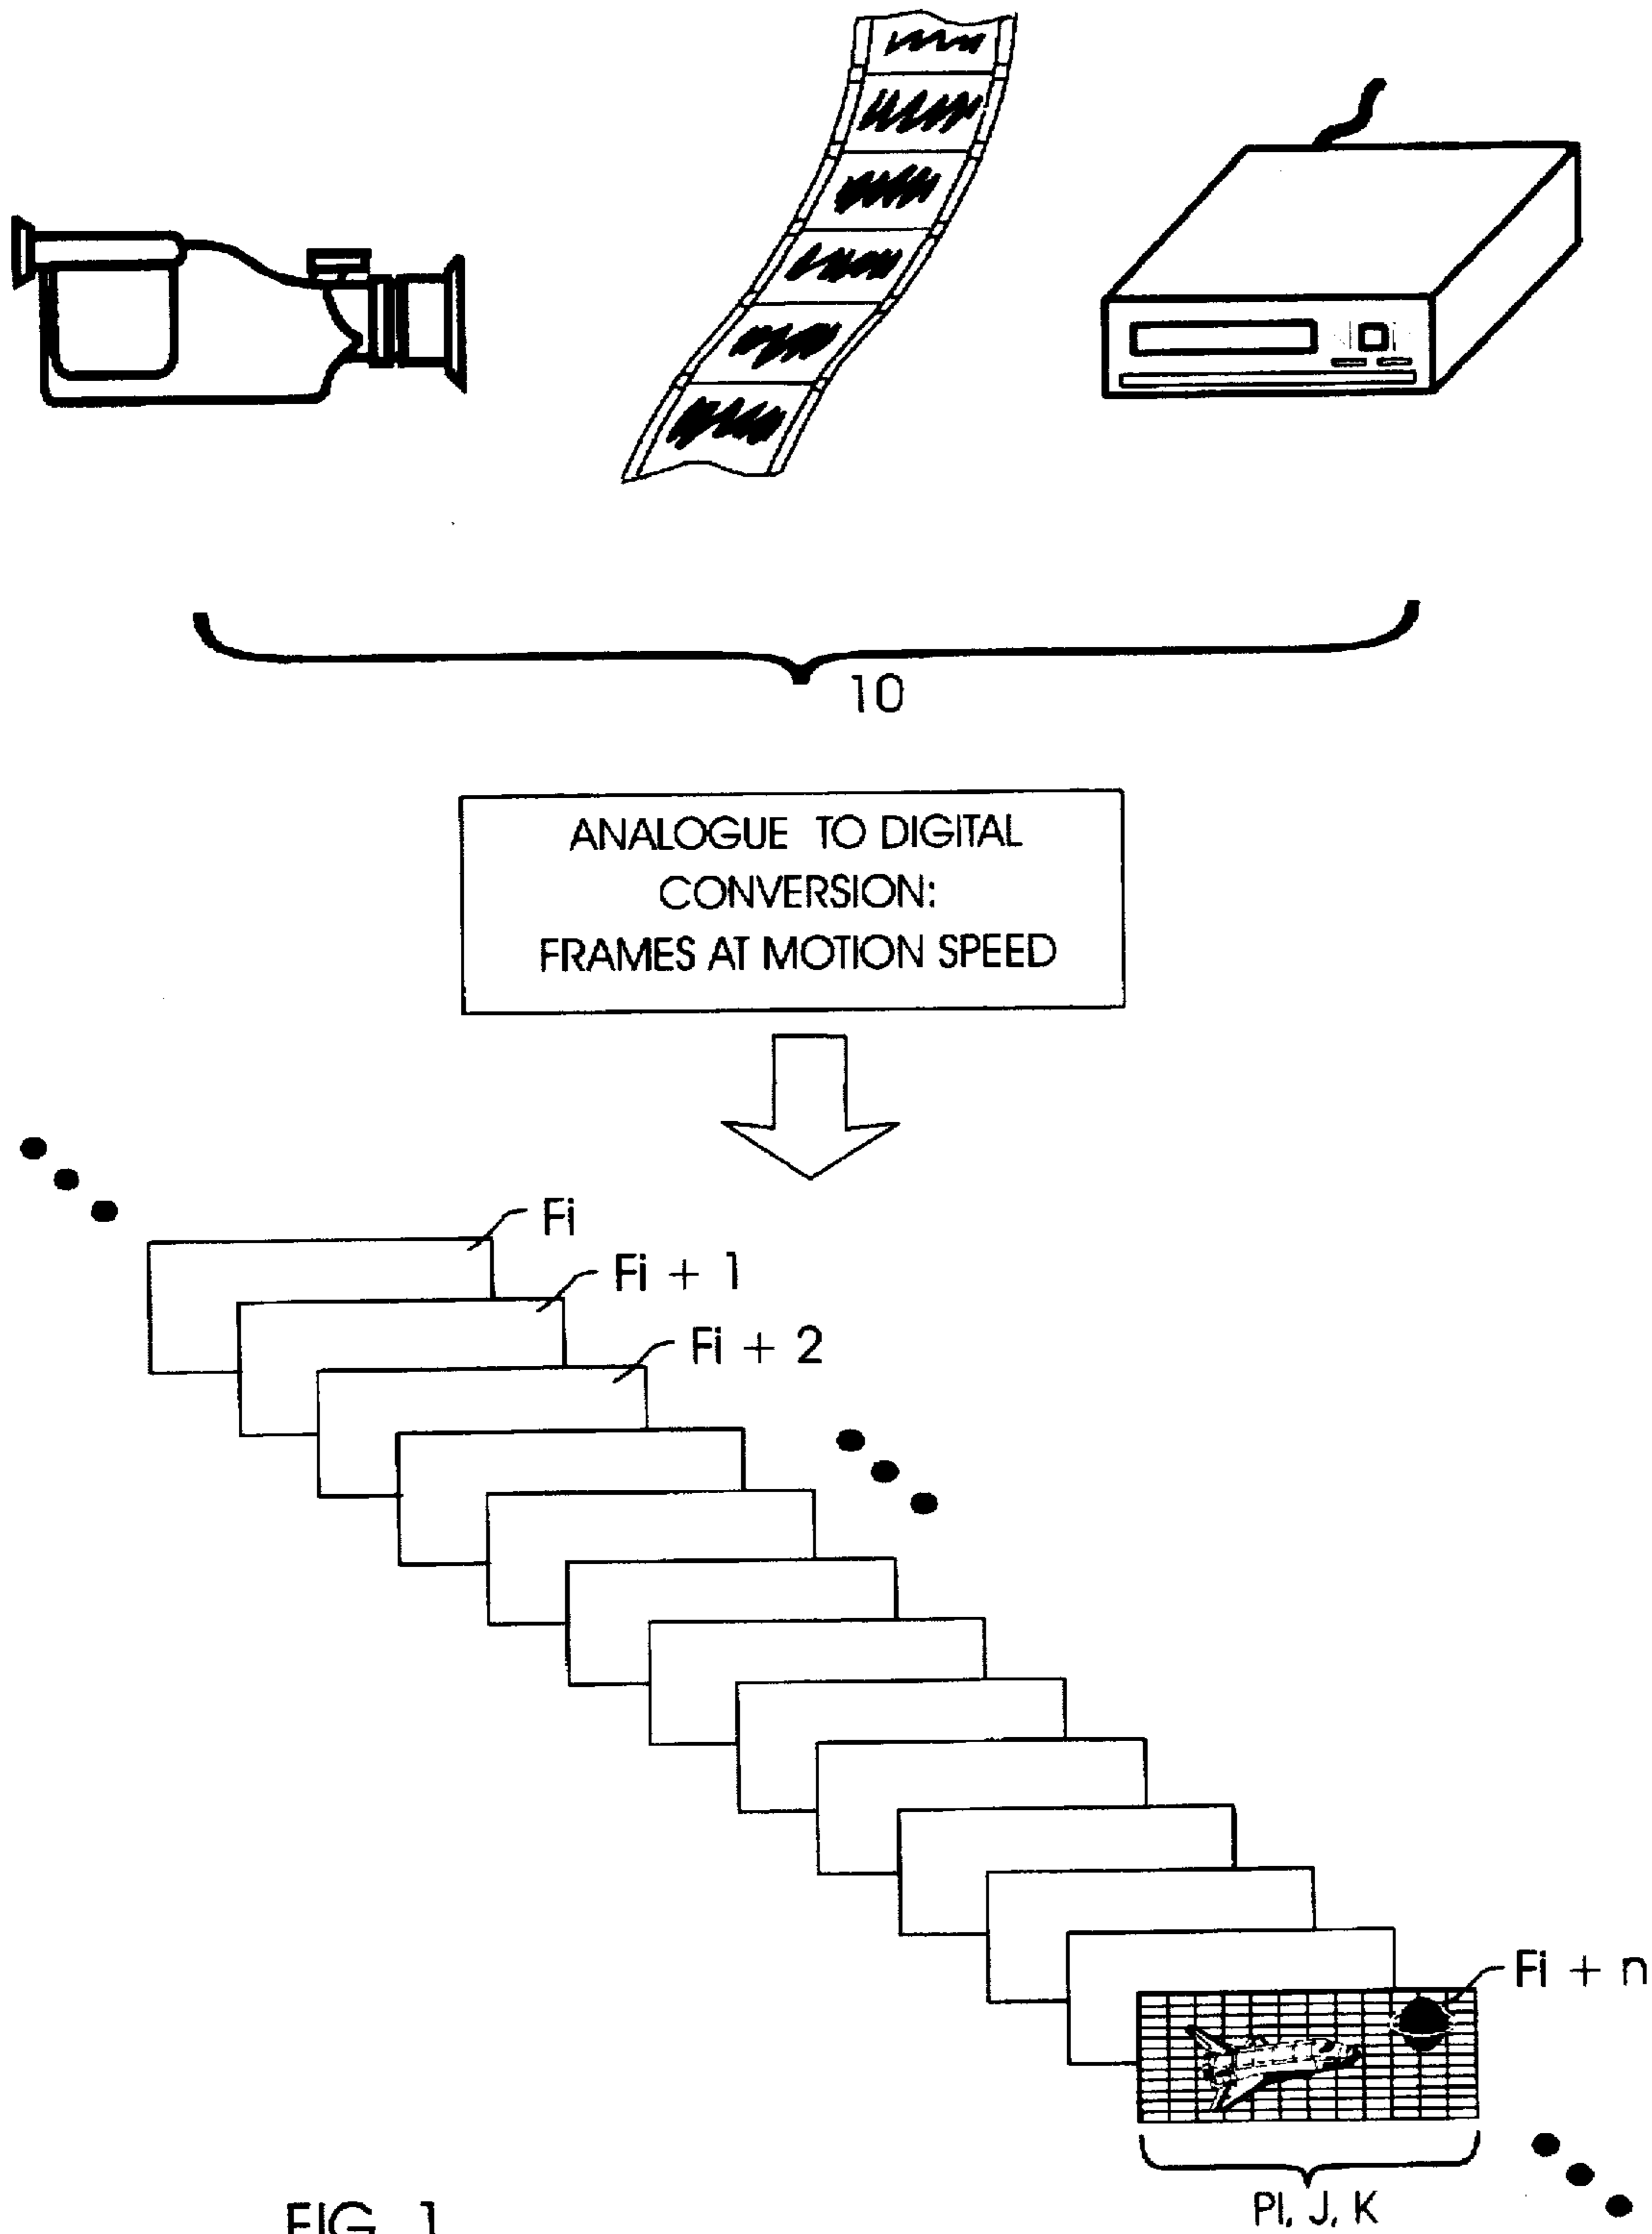 10
ANALOGUE TO DIGITAL
CONVERSION:
FRAMES AT MOTION SPEED
Fi
Fi + 1
Fi + 2
Fi + n
PI, J, K
FIG. 1